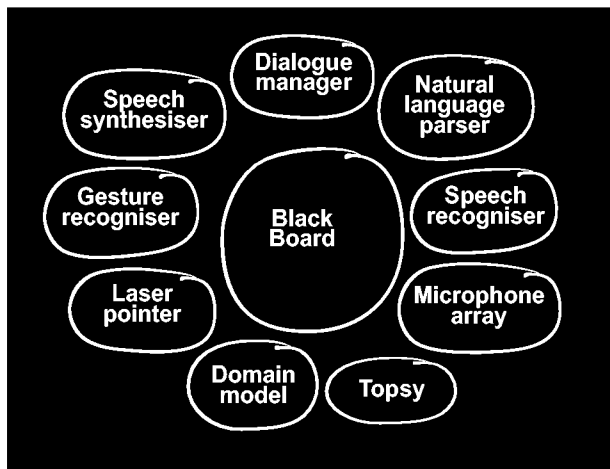 Dialogue
manager
Natural
language
parser
Speech
synthesiser
Gesture
recogniser
Black
Board
Speech
recogniser
Laser
pointer
Microphone
array
Domain
model
Topsy